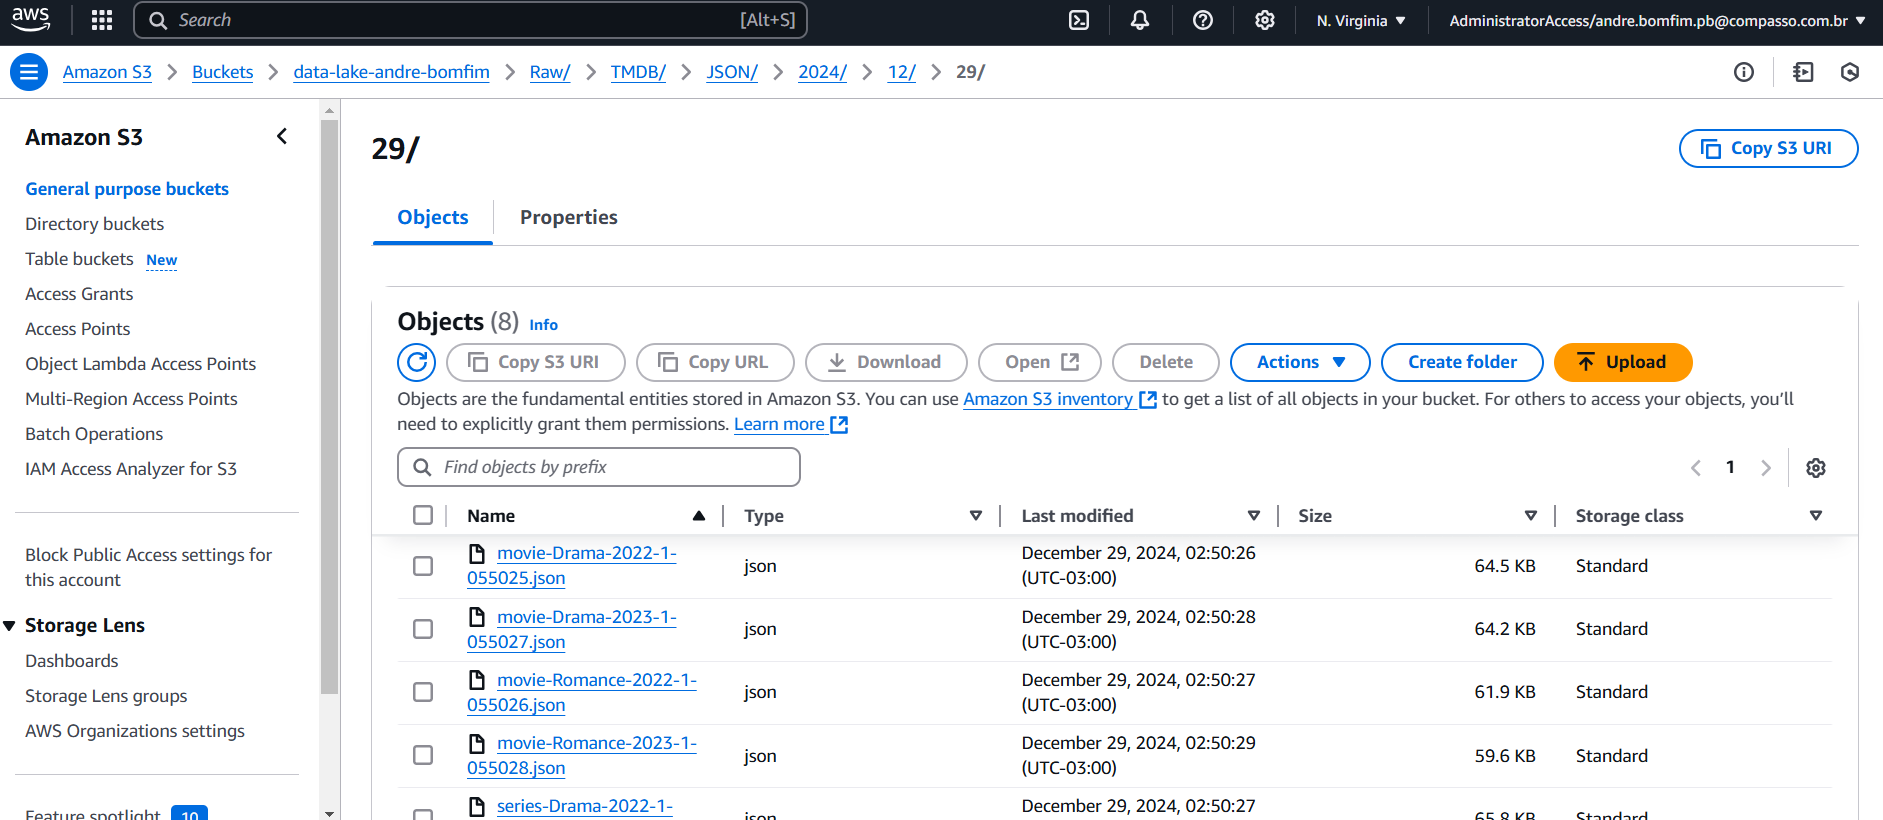 aws
Search [Alt+S]
N. Virginia
AdministratorAccess/andre.bomfim.pb@compasso.com.br
Amazon S3 Buckets data-lake-andre-bomfim Raw/ TMDB/ JSON/ 2024/ 12/ 29/
Amazon S3
General purpose buckets
Directory buckets
Table buckets New
Access Grants
Access Points
Object Lambda Access Points
Multi-Region Access Points
Batch Operations
IAM Access Analyzer for S3
Block Public Access settings for
this account
Storage Lens
Dashboards
Storage Lens groups
AWS Organizations settings
Feature spotlight 10
29/
Copy S3 URI
Objects Properties
Objects (8) Info
Copy S3 URI Copy URL Download Open Delete Actions Create folder Upload
Objects are the fundamental entities stored in Amazon S3. You can use Amazon S3 inventory to get a list of all objects in your bucket. For others to access your objects, you’ll
need to explicitly grant them permissions. Learn more
Find objects by prefix
1
Name Type Last modified Size Storage class
movie-Drama-2022-1-
055025.json
json
December 29, 2024, 02:50:26
(UTC-03:00)
64.5 KB
Standard
movie-Drama-2023-1-
055027.json
json
December 29, 2024, 02:50:28
(UTC-03:00)
64.2 KB
Standard
movie-Romance-2022-1-
055026.json
json
December 29, 2024, 02:50:27
(UTC-03:00)
61.9 KB
Standard
movie-Romance-2023-1-
055028.json
json
December 29, 2024, 02:50:29
(UTC-03:00)
59.6 KB
Standard
series-Drama-2022-1-
json
December 29, 2024, 02:50:27
65.8 KB
Standard